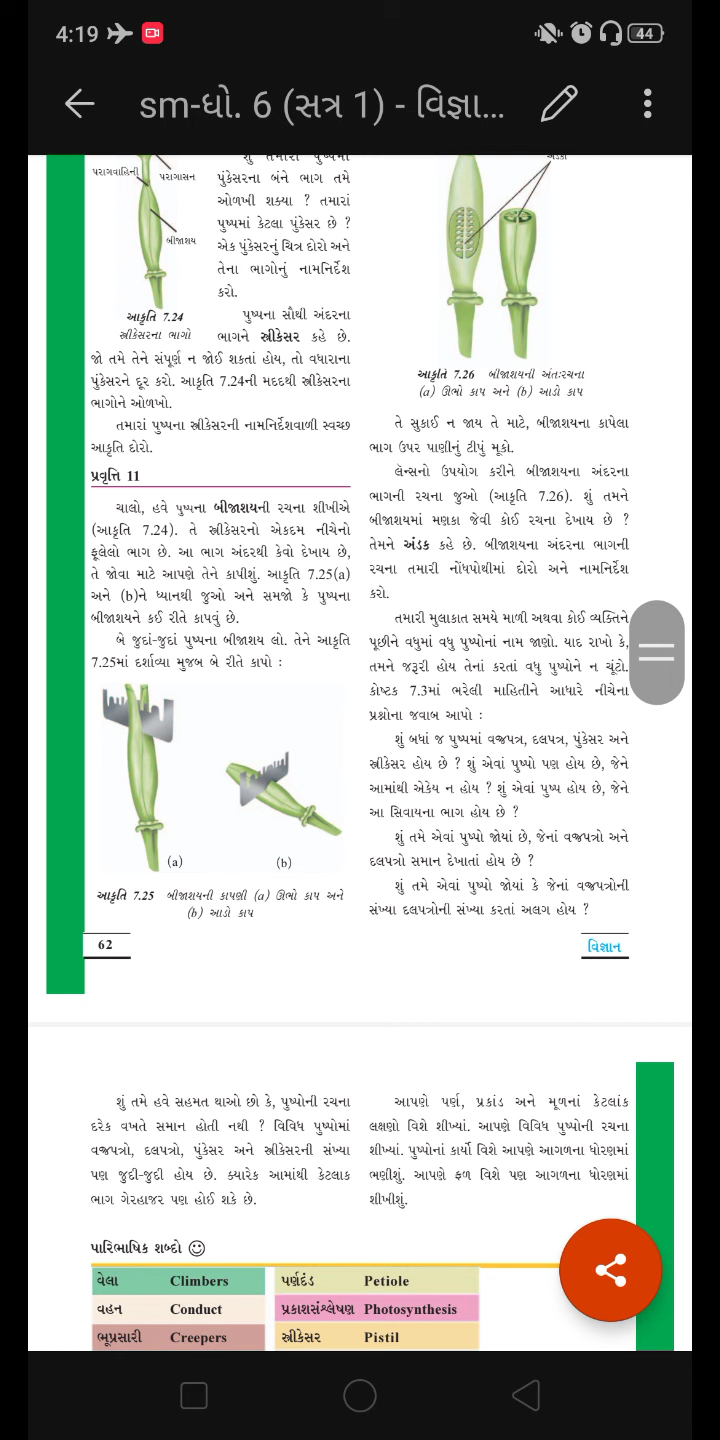 4:19
44
sm-ધો. 6 (સત્ર 1) - વિજ્ઞા...
પરાગવાહિની
પરાગાસન
બીજાશય
આકૃતિ 7.24
સ્ત્રીકેસરના ભાગો
શું તમારા પુષ્પમાં
પુંકેસરના બંને ભાગ તમે
ઓળખી શક્યા ? તમારાં
પુષ્પમાં કેટલા પુંકેસર છે ?
એક પુંકેસરનું ચિત્ર દોરો અને
તેના ભાગોનું નામનિર્દેશ
કરો.
પુષ્પના સૌથી અંદરના
ભાગને સ્ત્રીકેસર કહે છે.
જો તમે તેને સંપૂર્ણ ન જોઈ શકતાં હોય, તો વધારાના
પુંકેસરને દૂર કરો. આકૃતિ 7.24ની મદદથી સ્ત્રીકેસરના
ભાગોને ઓળખો.
તમારાં પુષ્પના સ્ત્રીકેસરની નામનિર્દેશવાળી સ્વચ્છ
આકૃતિ દોરો.
પ્રવૃત્તિ 11
ચાલો, હવે પુષ્પના બીજાશયની રચના શીખીએ
(આકૃતિ 7.24). તે સ્ત્રીકેસરનો એકદમ નીચેનો
ફૂલેલો ભાગ છે. આ ભાગ અંદરથી કેવો દેખાય છે,
તે જોવા માટે આપણે તેને કાપીશું. આકૃતિ 7.25(a)
અને (b)ને ધ્યાનથી જુઓ અને સમજો કે પુષ્પના
બીજાશયને કઈ રીતે કાપવું છે.
બે જુદાં-જુદાં પુષ્પના બીજાશય લો. તેને આકૃતિ
7.25માં દર્શાવ્યા મુજબ બે રીતે કાપો :
(a)
(b)
આકૃતિ 7.25 બીજાશયની કાપણી (a) ઊભો કાપ અને
(b) આડો કાપ
અંડકો
આકૃતિ 7.26 બીજાશયની અંતઃરચના
(a) ઊભો કાપ અને (b) આડો કાપ
તે સુકાઈ ન જાય તે માટે, બીજાશયના કાપેલા
ભાગ ઉપર પાણીનું ટીપું મૂકો.
લૅન્સનો ઉપયોગ કરીને બીજાશયના અંદરના
ભાગની રચના જુઓ (આકૃતિ 7.26). શું તમને
બીજાશયમાં મણકા જેવી કોઈ રચના દેખાય છે ?
તેમને અંડક કહે છે. બીજાશયના અંદરના ભાગની
રચના તમારી નોંધપોથીમાં દોરો અને નામનિર્દેશ
કરો.
તમારી મુલાકાત સમયે માળી અથવા કોઈ વ્યક્તિને
પૂછીને વધુમાં વધુ પુષ્પોનાં નામ જાણો. યાદ રાખો કે,
તમને જરૂરી હોય તેનાં કરતાં વધુ પુષ્પોને ન ચૂંટો.
કોષ્ટક 7.3માં ભરેલી માહિતીને આધારે નીચેના
પ્રશ્નોના જવાબ આપો :
શું બધાં જ પુષ્પમાં વજ્રપત્ર, દલપત્ર, પુંકેસર અને
સ્ત્રીકેસર હોય છે ? શું એવાં પુષ્પો પણ હોય છે, જેને
આમાંથી એકેય ન હોય ? શું એવાં પુષ્પ હોય છે, જેને
આ સિવાયના ભાગ હોય છે ?
શું તમે એવાં પુષ્પો જોયાં છે, જેનાં વજ્રપત્રો અને
દલપત્રો સમાન દેખાતાં હોય છે ?
શું તમે એવાં પુષ્પો જોયાં કે જેનાં વજ્રપત્રોની
સંખ્યા દલપત્રોની સંખ્યા કરતાં અલગ હોય ?
62
વિજ્ઞાન
શું તમે હવે સહમત થાઓ છો કે, પુષ્પોની રચના
દરેક વખતે સમાન હોતી નથી ? વિવિધ પુષ્પોમાં
વજ્રપત્રો, દલપત્રો, પુંકેસર અને સ્ત્રીકેસરની સંખ્યા
પણ જુદી-જુદી હોય છે. ક્યારેક આમાંથી કેટલાક
ભાગ ગેરહાજર પણ હોઈ શકે છે.
આપણે પર્ણ, પ્રકાંડ અને મૂળનાં કેટલાંક
લક્ષણો વિશે શીખ્યાં. આપણે વિવિધ પુષ્પોની રચના
શીખ્યાં. પુષ્પોનાં કાર્યો વિશે આપણે આગળના ધોરણમાં
ભણીશું. આપણે ફળ વિશે પણ આગળના ધોરણમાં
શીખીશું.
પારિભાષિક શબ્દો
વેલા Climbers
વહન Conduct
ભૂપ્રસારી Creepers
પર્ણદંડ Petiole
પ્રકાશસંશ્લેષણ Photosynthesis
સ્ત્રીકેસર Pistil